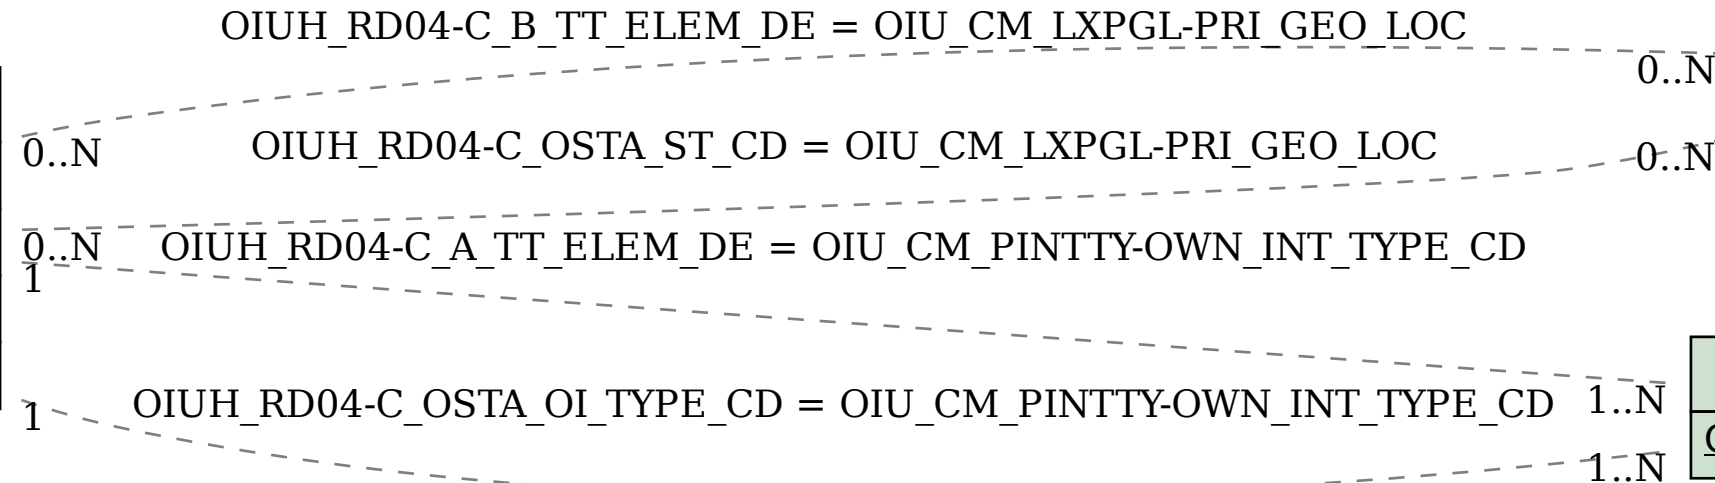 OIUH_RD04-C_B_TT_ELEM_DE = OIU_CM_LXPGL-PRI_GEO_LOC
0..N
0..N
OIUH_RD04-C_OSTA_ST_CD = OIU_CM_LXPGL-PRI_GEO_LOC
0..N
0..N
OIUH_RD04-C_A_TT_ELEM_DE = OIU_CM_PINTTY-OWN_INT_TYPE_CD
1
1..N
OIUH_RD04-C_OSTA_OI_TYPE_CD = OIU_CM_PINTTY-OWN_INT_TYPE_CD
1
1..N